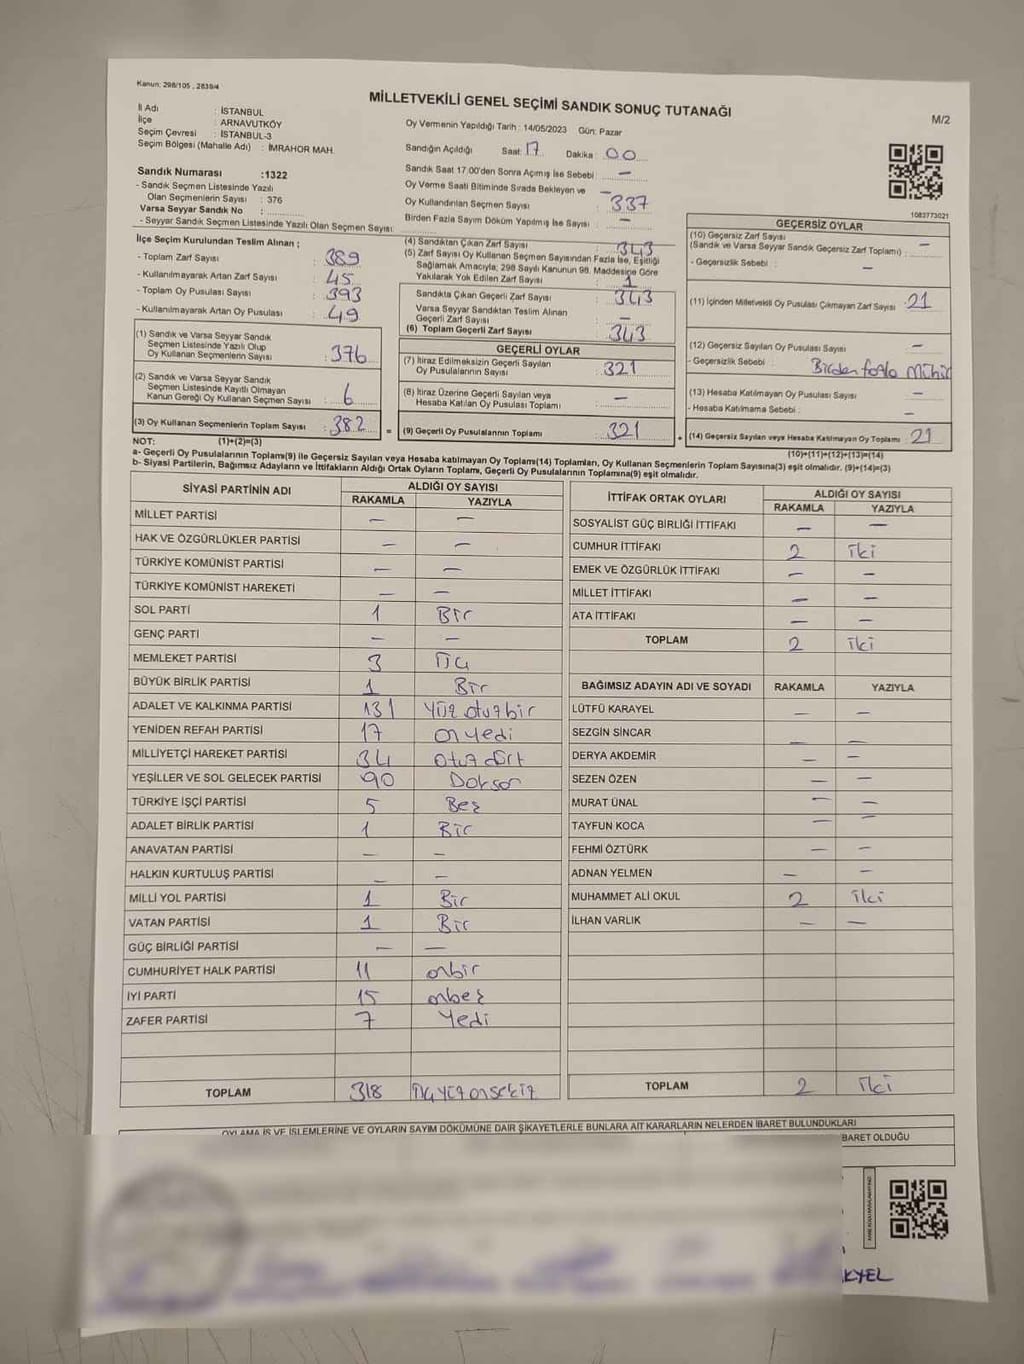 Kanun: 298/105 , 2839/4
MİLLETVEKİLİ GENEL SEÇİMİ SANDIK SONUÇ TUTANAĞI
M/2
İl Adı : İSTANBUL
İlçe : ARNAVUTKÖY
Seçim Çevresi : İSTANBUL-3
Seçim Bölgesi (Mahalle Adı) : İMRAHOR MAH.
Sandık Numarası :1322
- Sandık Seçmen Listesinde Yazılı
Olan Seçmenlerin Sayısı : 376
Varsa Seyyar Sandık No :
- Seyyar Sandık Seçmen Listesinde Yazılı Olan Seçmen Sayısı:
Oy Vermenin Yapıldığı Tarih : 14/05/2023 Gün: Pazar
Sandığın Açıldığı Saat: 17 Dakika : 00
Sandık Saat 17.00'den Sonra Açılmış İse Sebebi : —
Oy Verme Saati Bitiminde Sırada Bekleyen ve —
Oy Kullandırılan Seçmen Sayısı : 337
Birden Fazla Sayım Döküm Yapılmış İse Sayısı : —
1083773021
İlçe Seçim Kurulundan Teslim Alınan ;
- Toplam Zarf Sayısı : 389
- Kullanılmayarak Artan Zarf Sayısı : 45
- Toplam Oy Pusulası Sayısı : 393
- Kullanılmayarak Artan Oy Pusulası : 49
(1) Sandık ve Varsa Seyyar Sandık
Seçmen Listesinde Yazılı Olup
Oy Kullanan Seçmenlerin Sayısı : 376
(2) Sandık ve Varsa Seyyar Sandık
Seçmen Listesinde Kayıtlı Olmayan
Kanun Gereği Oy Kullanan Seçmen Sayısı : 6
(3) Oy Kullanan Seçmenlerin Toplam Sayısı : 382
(4) Sandıktan Çıkan Zarf Sayısı : 343
(5) Zarf Sayısı Oy Kullanan Seçmen Sayısından Fazla İse, Eşitliği
Sağlamak Amacıyla; 298 Sayılı Kanunun 98. Maddesine Göre
Yakılarak Yok Edilen Zarf Sayısı : 1
Sandıkta Çıkan Geçerli Zarf Sayısı : 343
Varsa Seyyar Sandıktan Teslim Alınan
Geçerli Zarf Sayısı : —
(6) Toplam Geçerli Zarf Sayısı : 343
GEÇERLİ OYLAR
(7) İtiraz Edilmeksizin Geçerli Sayılan
Oy Pusulalarının Sayısı : 321
(8) İtiraz Üzerine Geçerli Sayılan ve
Hesaba Katılan Oy Pusulası Toplamı : —
= (9) Geçerli Oy Pusulalarının Toplamı : 321
GEÇERSİZ OYLAR
(10) Geçersiz Zarf Sayısı
(Sandık ve Varsa Seyyar Sandık Geçersiz Zarf Toplamı) : —
- Geçersizlik Sebebi : —
(11) İçinden Milletvekili Oy Pusulası Çıkmayan Zarf Sayısı : 21
(12) Geçersiz Sayılan Oy Pusulası Sayısı : —
- Geçersizlik Sebebi : Birden fazla Mühür
(13) Hesaba Katılmayan Oy Pusulası Sayısı : —
- Hesaba Katılmama Sebebi : —
+ (14) Geçersiz Sayılan veya Hesaba Katılmayan Oy Toplamı : 21
NOT: (1)+(2)=(3)
(10)+(11)+(12)+(13)=(14)
a- Geçerli Oy Pusulalarının Toplamı(9) ile Geçersiz Sayılan veya Hesaba Katılmayan Oy Toplamı(14) Toplamları, Oy Kullanan Seçmenlerin Toplam Sayısına(3) eşit olmalıdır. (9)+(14)=(3)
b- Siyasi Partilerin, Bağımsız Adayların ve İttifakların Aldığı Ortak Oyların Toplamı, Geçerli Oy Pusulalarının Toplamına(9) eşit olmalıdır.
SİYASİ PARTİNİN ADI ALDIĞI OY SAYISI
RAKAMLA YAZIYLA
MİLLET PARTİSİ — —
HAK VE ÖZGÜRLÜKLER PARTİSİ — —
TÜRKİYE KOMÜNİST PARTİSİ — —
TÜRKİYE KOMÜNİST HAREKETİ — —
SOL PARTİ 1 Bir
GENÇ PARTİ — —
MEMLEKET PARTİSİ 3 Üç
BÜYÜK BİRLİK PARTİSİ 1 Bir
ADALET VE KALKINMA PARTİSİ 131 Yüz otuz bir
YENİDEN REFAH PARTİSİ 17 on yedi
MİLLİYETÇİ HAREKET PARTİSİ 34 otuz dört
YEŞİLLER VE SOL GELECEK PARTİSİ 90 Doksan
TÜRKİYE İŞÇİ PARTİSİ 5 Beş
ADALET BİRLİK PARTİSİ 1 Bir
ANAVATAN PARTİSİ — —
HALKIN KURTULUŞ PARTİSİ — —
MİLLİ YOL PARTİSİ 1 Bir
VATAN PARTİSİ 1 Bir
GÜÇ BİRLİĞİ PARTİSİ — —
CUMHURİYET HALK PARTİSİ 11 onbir
İYİ PARTİ 15 onbeş
ZAFER PARTİSİ 7 Yedi
TOPLAM 318 Üç yüz onsekiz
İTTİFAK ORTAK OYLARI ALDIĞI OY SAYISI
RAKAMLA YAZIYLA
SOSYALİST GÜÇ BİRLİĞİ İTTİFAKI — —
CUMHUR İTTİFAKI 2 iki
EMEK VE ÖZGÜRLÜK İTTİFAKI — —
MİLLET İTTİFAKI — —
ATA İTTİFAKI — —
TOPLAM 2 iki
BAĞIMSIZ ADAYIN ADI VE SOYADI RAKAMLA YAZIYLA
LÜTFÜ KARAYEL — —
SEZGİN SİNCAR — —
DERYA AKDEMİR — —
SEZEN ÖZEN — —
MURAT ÜNAL — —
TAYFUN KOCA — —
FEHMİ ÖZTÜRK — —
ADNAN YELMEN — —
MUHAMMET ALİ OKUL 2 iki
İLHAN VARLIK — —
TOPLAM 2 iki
OYLAMA İŞ VE İŞLEMLERİNE VE OYLARIN SAYIM DÖKÜMÜNE DAİR ŞİKAYETLERLE BUNLARA AİT KARARLARIN NELERDEN İBARET BULUNDUKLARI
BARET OLDUĞU
KYEL